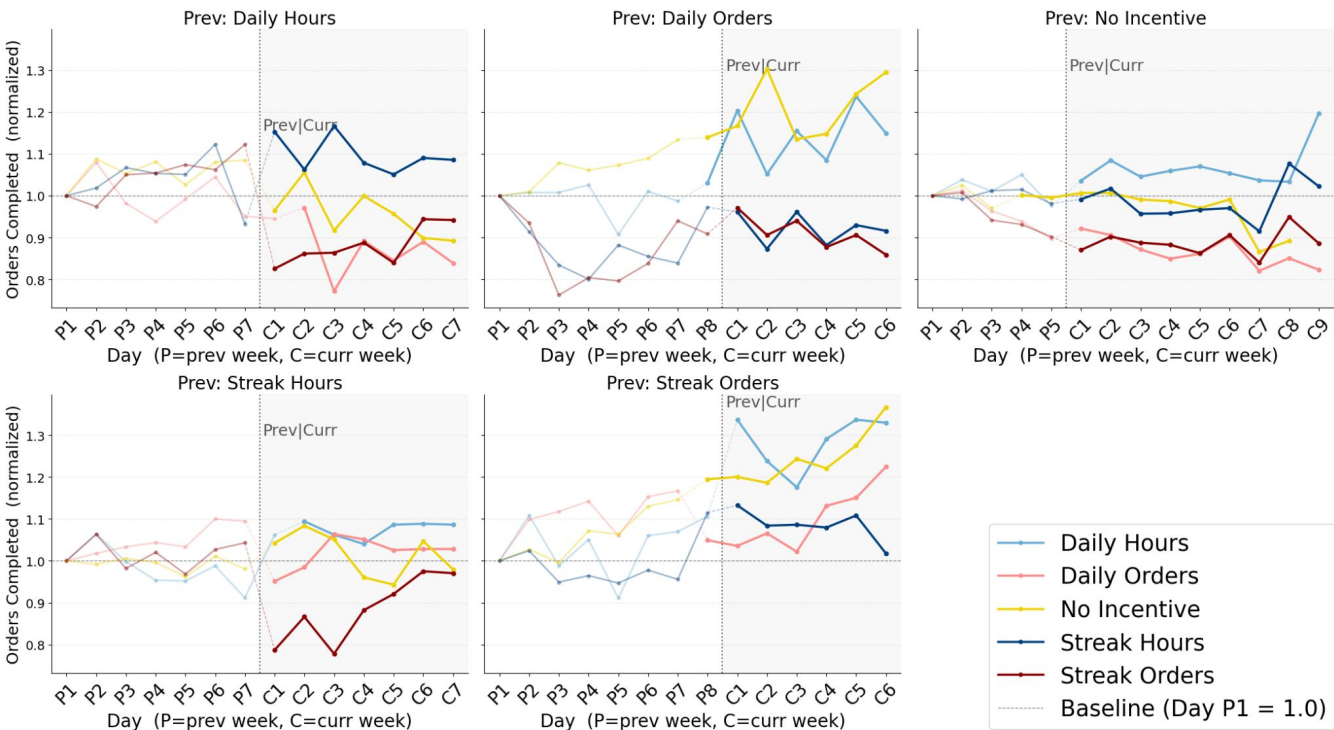 Prev: Daily Hours
Orders Completed (normalized)
1.3
1.2
1.1
1.0
0.9
0.8
Prev|Curr
P1 P2 P3 P4 P5 P6 P7 C1 C2 C3 C4 C5 C6 C7
Day (P=prev week, C=curr week)
Prev: Daily Orders
Prev|Curr
P1 P2 P3 P4 P5 P6 P7 P8 C1 C2 C3 C4 C5 C6
Day (P=prev week, C=curr week)
Prev: No Incentive
Prev|Curr
P1 P2 P3 P4 P5 C1 C2 C3 C4 C5 C6 C7 C8 C9
Day (P=prev week, C=curr week)
Prev: Streak Hours
Orders Completed (normalized)
1.3
1.2
1.1
1.0
0.9
0.8
Prev|Curr
P1 P2 P3 P4 P5 P6 P7 C1 C2 C3 C4 C5 C6 C7
Day (P=prev week, C=curr week)
Prev: Streak Orders
Prev|Curr
P1 P2 P3 P4 P5 P6 P7 P8 C1 C2 C3 C4 C5 C6
Day (P=prev week, C=curr week)
Daily Hours
Daily Orders
No Incentive
Streak Hours
Streak Orders
Baseline (Day P1 = 1.0)